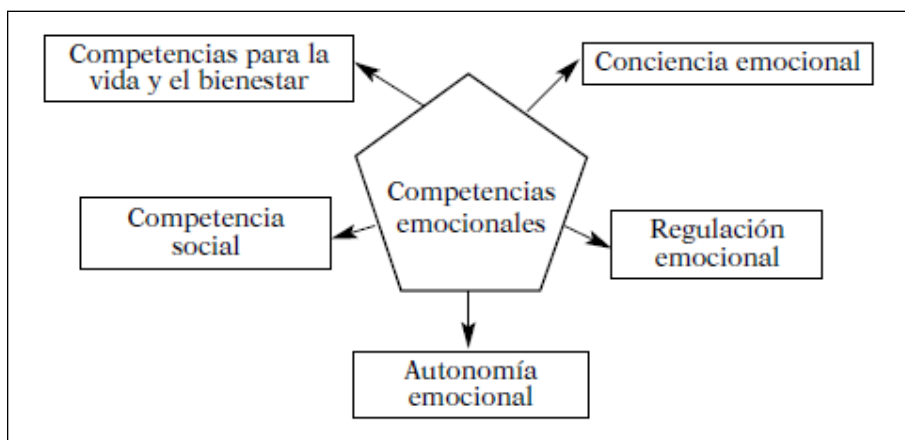 Competencias para la
vida y el bienestar
Conciencia emocional
Competencias
emocionales
Competencia
social
Regulación
emocional
Autonomía
emocional